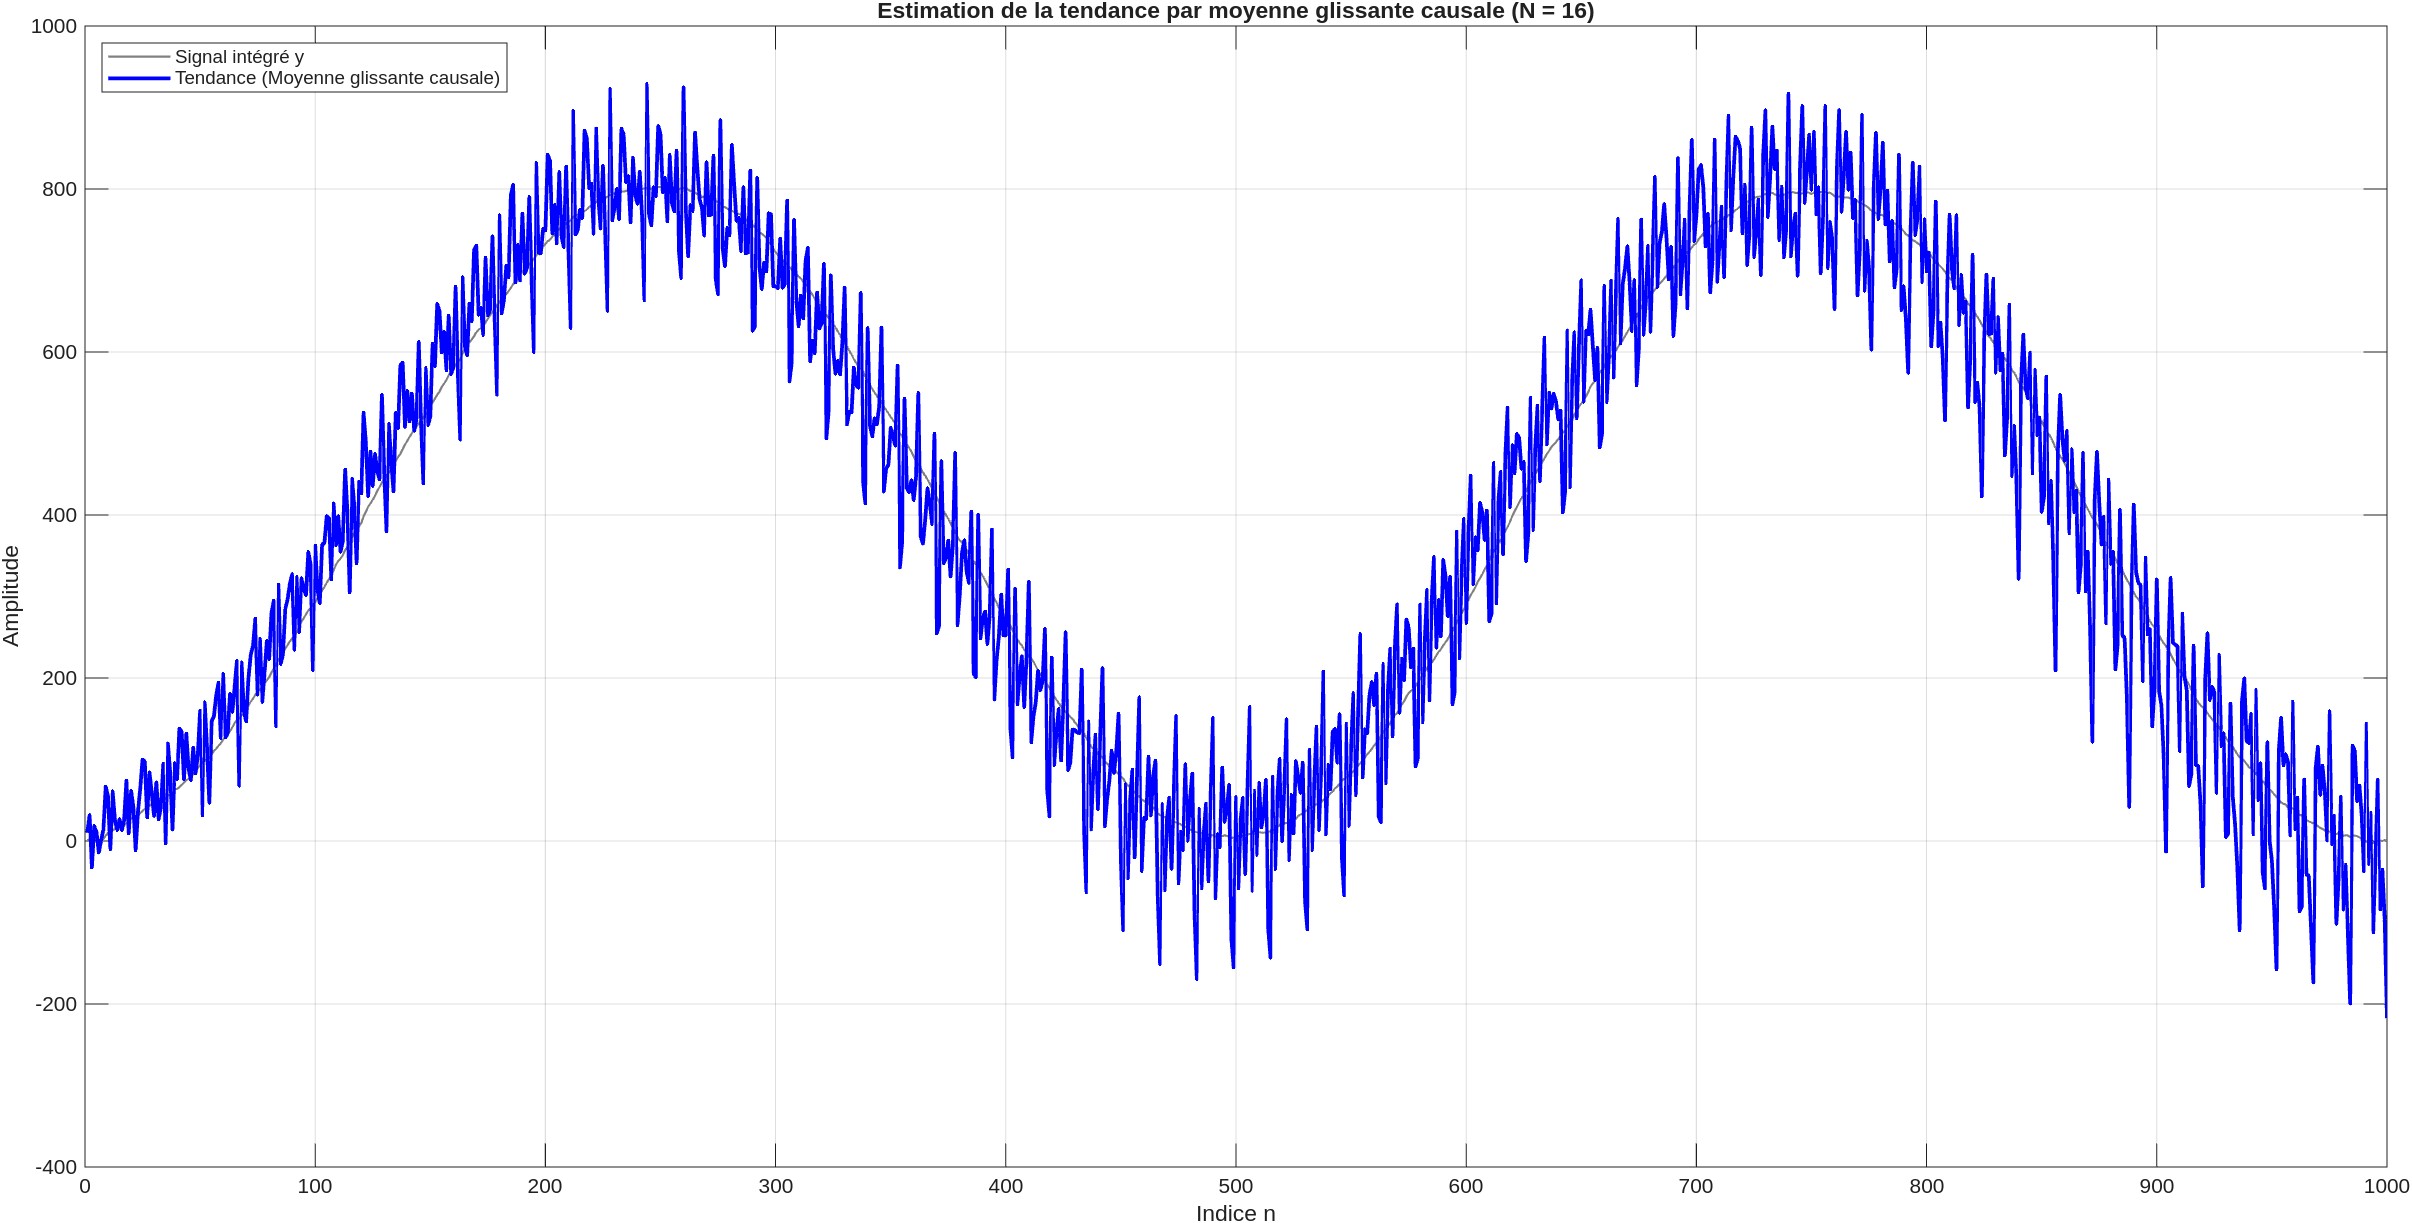 Estimation de la tendance par moyenne glissante causale (N = 16)
1000
Signal intégré y
Tendance (Moyenne glissante causale)
800
600
400
200
0
-200
-400
Amplitude
0 100 200 300 400 500 600 700 800 900 1000
Indice n